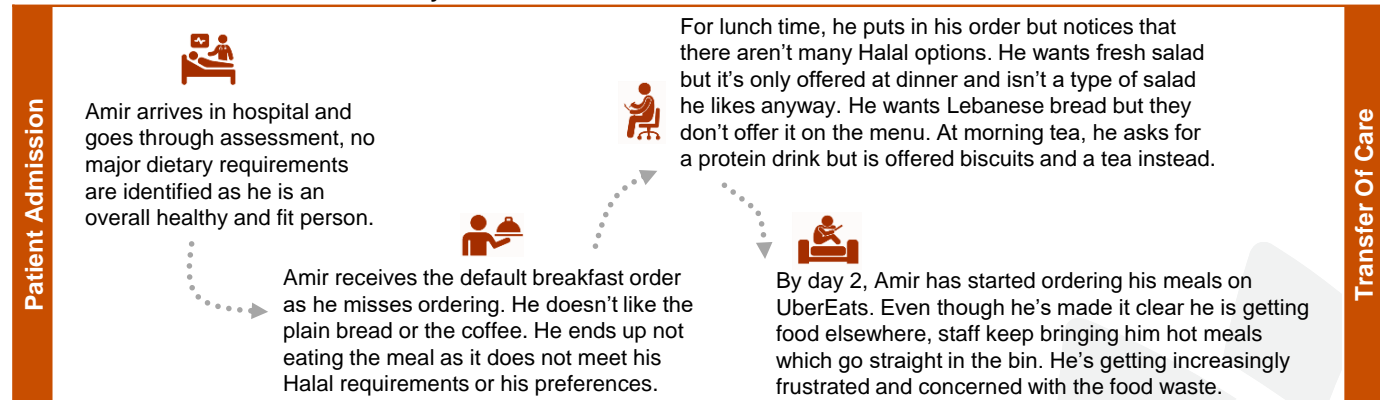 Patient Admission
Amir arrives in hospital and
goes through assessment, no
major dietary requirements
are identified as he is an
overall healthy and fit person.
Amir receives the default breakfast order
as he misses ordering. He doesn’t like the
plain bread or the coffee. He ends up not
eating the meal as it does not meet his
Halal requirements or his preferences.
For lunch time, he puts in his order but notices that
there aren’t many Halal options. He wants fresh salad
but it’s only offered at dinner and isn’t a type of salad
he likes anyway. He wants Lebanese bread but they
don’t offer it on the menu. At morning tea, he asks for
a protein drink but is offered biscuits and a tea instead.
By day 2, Amir has started ordering his meals on
UberEats. Even though he’s made it clear he is getting
food elsewhere, staff keep bringing him hot meals
which go straight in the bin. He’s getting increasingly
frustrated and concerned with the food waste.
Transfer Of Care